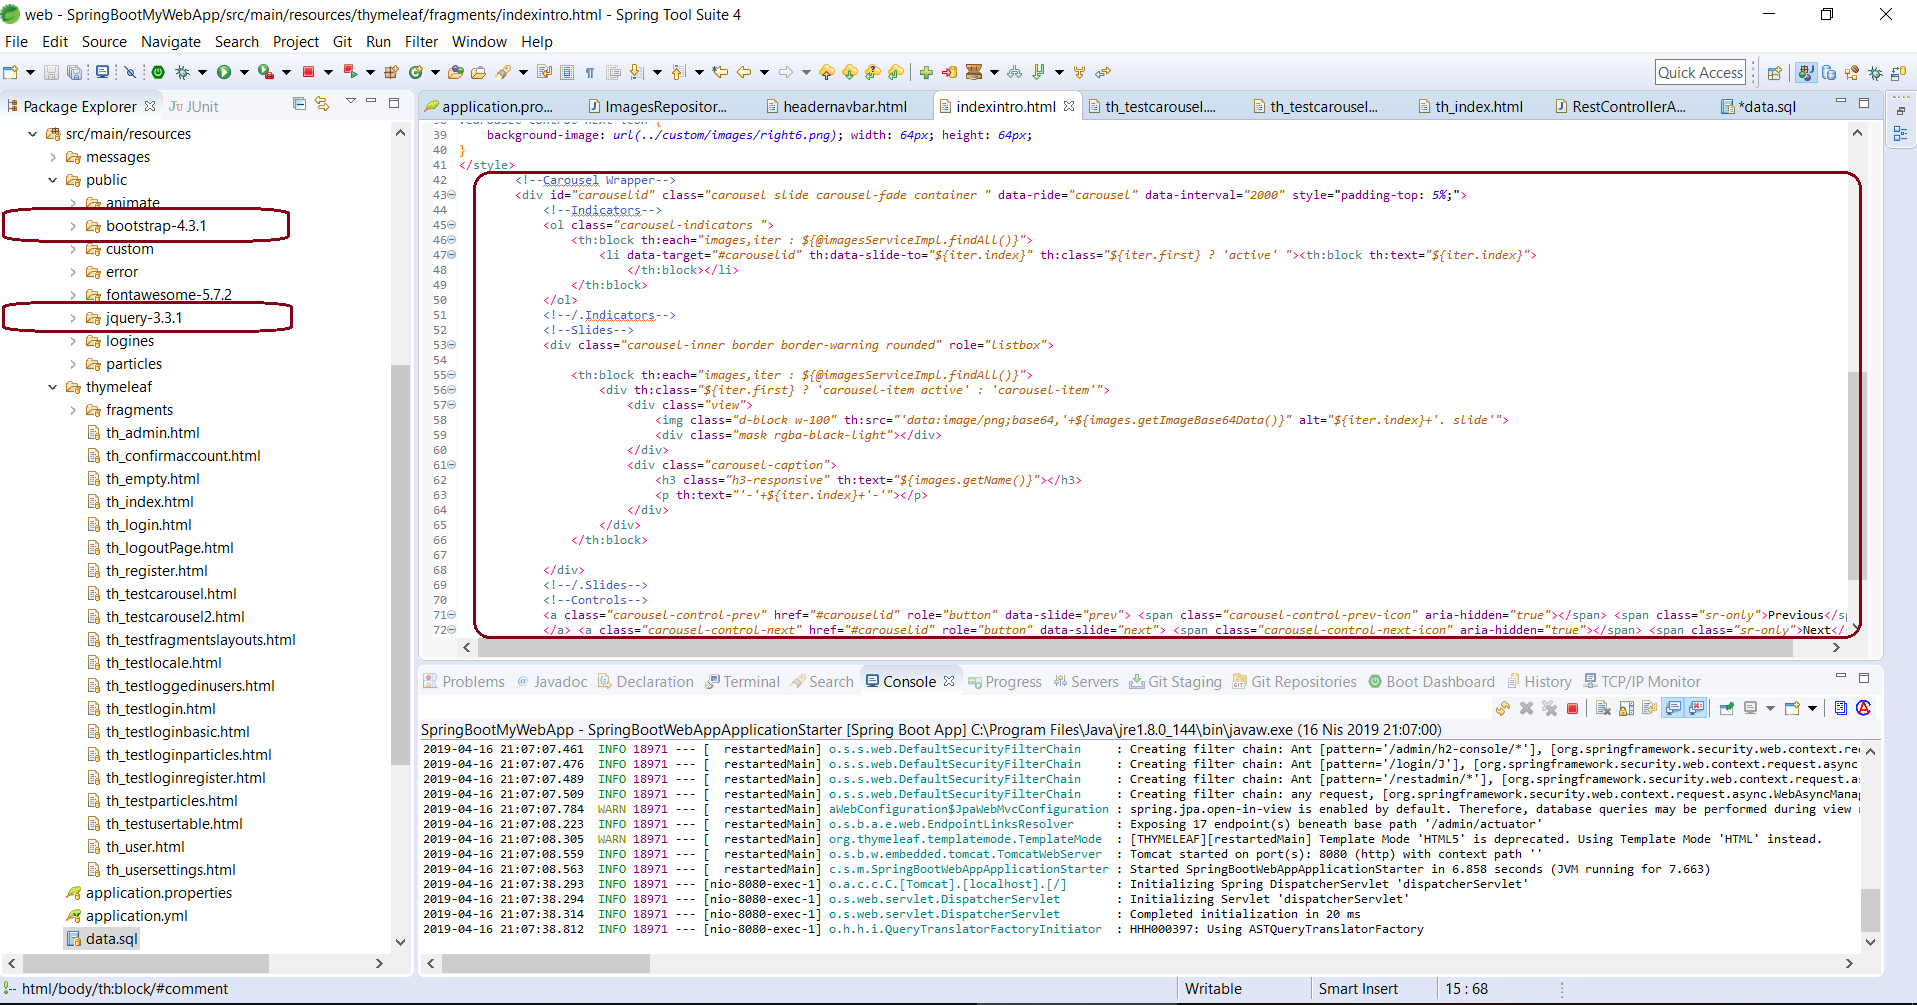 web - SpringBootMyWebApp/src/main/resources/thymeleaf/fragments/indexintro.html - Spring Tool Suite 4
File Edit Source Navigate Search Project Git Run Filter Window Help
Quick Access
Package Explorer JUnit
src/main/resources
messages
public
animate
bootstrap-4.3.1
custom
error
fontawesome-5.7.2
jquery-3.3.1
logines
particles
thymeleaf
fragments
th_admin.html
th_confirmaccount.html
th_empty.html
th_index.html
th_login.html
th_logoutPage.html
th_register.html
th_testcarousel.html
th_testcarousel2.html
th_testfragmentslayouts.html
th_testlocale.html
th_testloggedinusers.html
th_testlogin.html
th_testloginbasic.html
th_testloginparticles.html
th_testloginregister.html
th_testparticles.html
th_testusertable.html
th_user.html
th_usersettings.html
application.properties
application.yml
data.sql
application.pro... ImagesRepositor... headernavbar.html indexintro.html th_testcarousel.... th_testcarousel... th_index.html RestControllerA... *data.sql
39 background-image: url(../custom/images/right6.png); width: 64px; height: 64px;
40 }
41 </style>
42 <!--Carousel Wrapper-->
43 <div id="carouselid" class="carousel slide carousel-fade container " data-ride="carousel" data-interval="2000" style="padding-top: 5%;">
44 <!--Indicators-->
45 <ol class="carousel-indicators ">
46 <th:block th:each="images,iter : ${@imagesServiceImpl.findAll()}">
47 <li data-target="#carouselid" th:data-slide-to="${iter.index}" th:class="${iter.first} ? 'active' "><th:block th:text="${iter.index}">
48 </th:block></li>
49 </th:block>
50 </ol>
51 <!--/.Indicators-->
52 <!--Slides-->
53 <div class="carousel-inner border border-warning rounded" role="listbox">
54
55 <th:block th:each="images,iter : ${@imagesServiceImpl.findAll()}">
56 <div th:class="${iter.first} ? 'carousel-item active' : 'carousel-item'">
57 <div class="view">
58 <img class="d-block w-100" th:src="'data:image/png;base64,'+${images.getImageBase64Data()}" alt="${iter.index}+'. slide'">
59 <div class="mask rgba-black-light"></div>
60 </div>
61 <div class="carousel-caption">
62 <h3 class="h3-responsive" th:text="${images.getName()}"></h3>
63 <p th:text="'-'+${iter.index}+'-'"></p>
64 </div>
65 </div>
66 </th:block>
67
68 </div>
69 <!--/.Slides-->
70 <!--Controls-->
71 <a class="carousel-control-prev" href="#carouselid" role="button" data-slide="prev"> <span class="carousel-control-prev-icon" aria-hidden="true"></span> <span class="sr-only">Previous</s
72 </a> <a class="carousel-control-next" href="#carouselid" role="button" data-slide="next"> <span class="carousel-control-next-icon" aria-hidden="true"></span> <span class="sr-only">Next</
Problems Javadoc Declaration Terminal Search Console Progress Servers Git Staging Git Repositories Boot Dashboard History TCP/IP Monitor
SpringBootMyWebApp - SpringBootWebAppApplicationStarter [Spring Boot App] C:\Program Files\Java\jre1.8.0_144\bin\javaw.exe (16 Nis 2019 21:07:00)
2019-04-16 21:07:07.461 INFO 18971 --- [ restartedMain] o.s.s.web.DefaultSecurityFilterChain : Creating filter chain: Ant [pattern='/admin/h2-console/*'], [org.springframework.security.web.context.re
2019-04-16 21:07:07.476 INFO 18971 --- [ restartedMain] o.s.s.web.DefaultSecurityFilterChain : Creating filter chain: Ant [pattern='/login/J'], [org.springframework.security.web.context.request.async
2019-04-16 21:07:07.489 INFO 18971 --- [ restartedMain] o.s.s.web.DefaultSecurityFilterChain : Creating filter chain: Ant [pattern='/restadmin/*'], [org.springframework.security.web.context.request.a
2019-04-16 21:07:07.509 INFO 18971 --- [ restartedMain] o.s.s.web.DefaultSecurityFilterChain : Creating filter chain: any request, [org.springframework.security.web.context.request.async.WebAsyncManag
2019-04-16 21:07:07.784 WARN 18971 --- [ restartedMain] aWebConfiguration$JpaWebMvcConfiguration : spring.jpa.open-in-view is enabled by default. Therefore, database queries may be performed during view
2019-04-16 21:07:08.223 INFO 18971 --- [ restartedMain] o.s.b.a.e.web.EndpointLinksResolver : Exposing 17 endpoint(s) beneath base path '/admin/actuator'
2019-04-16 21:07:08.305 WARN 18971 --- [ restartedMain] org.thymeleaf.templatemode.TemplateMode : [THYMELEAF][restartedMain] Template Mode 'HTML5' is deprecated. Using Template Mode 'HTML' instead.
2019-04-16 21:07:08.559 INFO 18971 --- [ restartedMain] o.s.b.w.embedded.tomcat.TomcatWebServer : Tomcat started on port(s): 8080 (http) with context path ''
2019-04-16 21:07:08.563 INFO 18971 --- [ restartedMain] c.s.m.SpringBootWebAppApplicationStarter : Started SpringBootWebAppApplicationStarter in 6.858 seconds (JVM running for 7.663)
2019-04-16 21:07:38.293 INFO 18971 --- [nio-8080-exec-1] o.a.c.c.C.[Tomcat].[localhost].[/] : Initializing Spring DispatcherServlet 'dispatcherServlet'
2019-04-16 21:07:38.294 INFO 18971 --- [nio-8080-exec-1] o.s.web.servlet.DispatcherServlet : Initializing Servlet 'dispatcherServlet'
2019-04-16 21:07:38.314 INFO 18971 --- [nio-8080-exec-1] o.s.web.servlet.DispatcherServlet : Completed initialization in 20 ms
2019-04-16 21:07:38.812 INFO 18971 --- [nio-8080-exec-1] o.h.h.i.QueryTranslatorFactoryInitiator : HHH000397: Using ASTQueryTranslatorFactory
html/body/th:block/#comment Writable Smart Insert 15 : 68